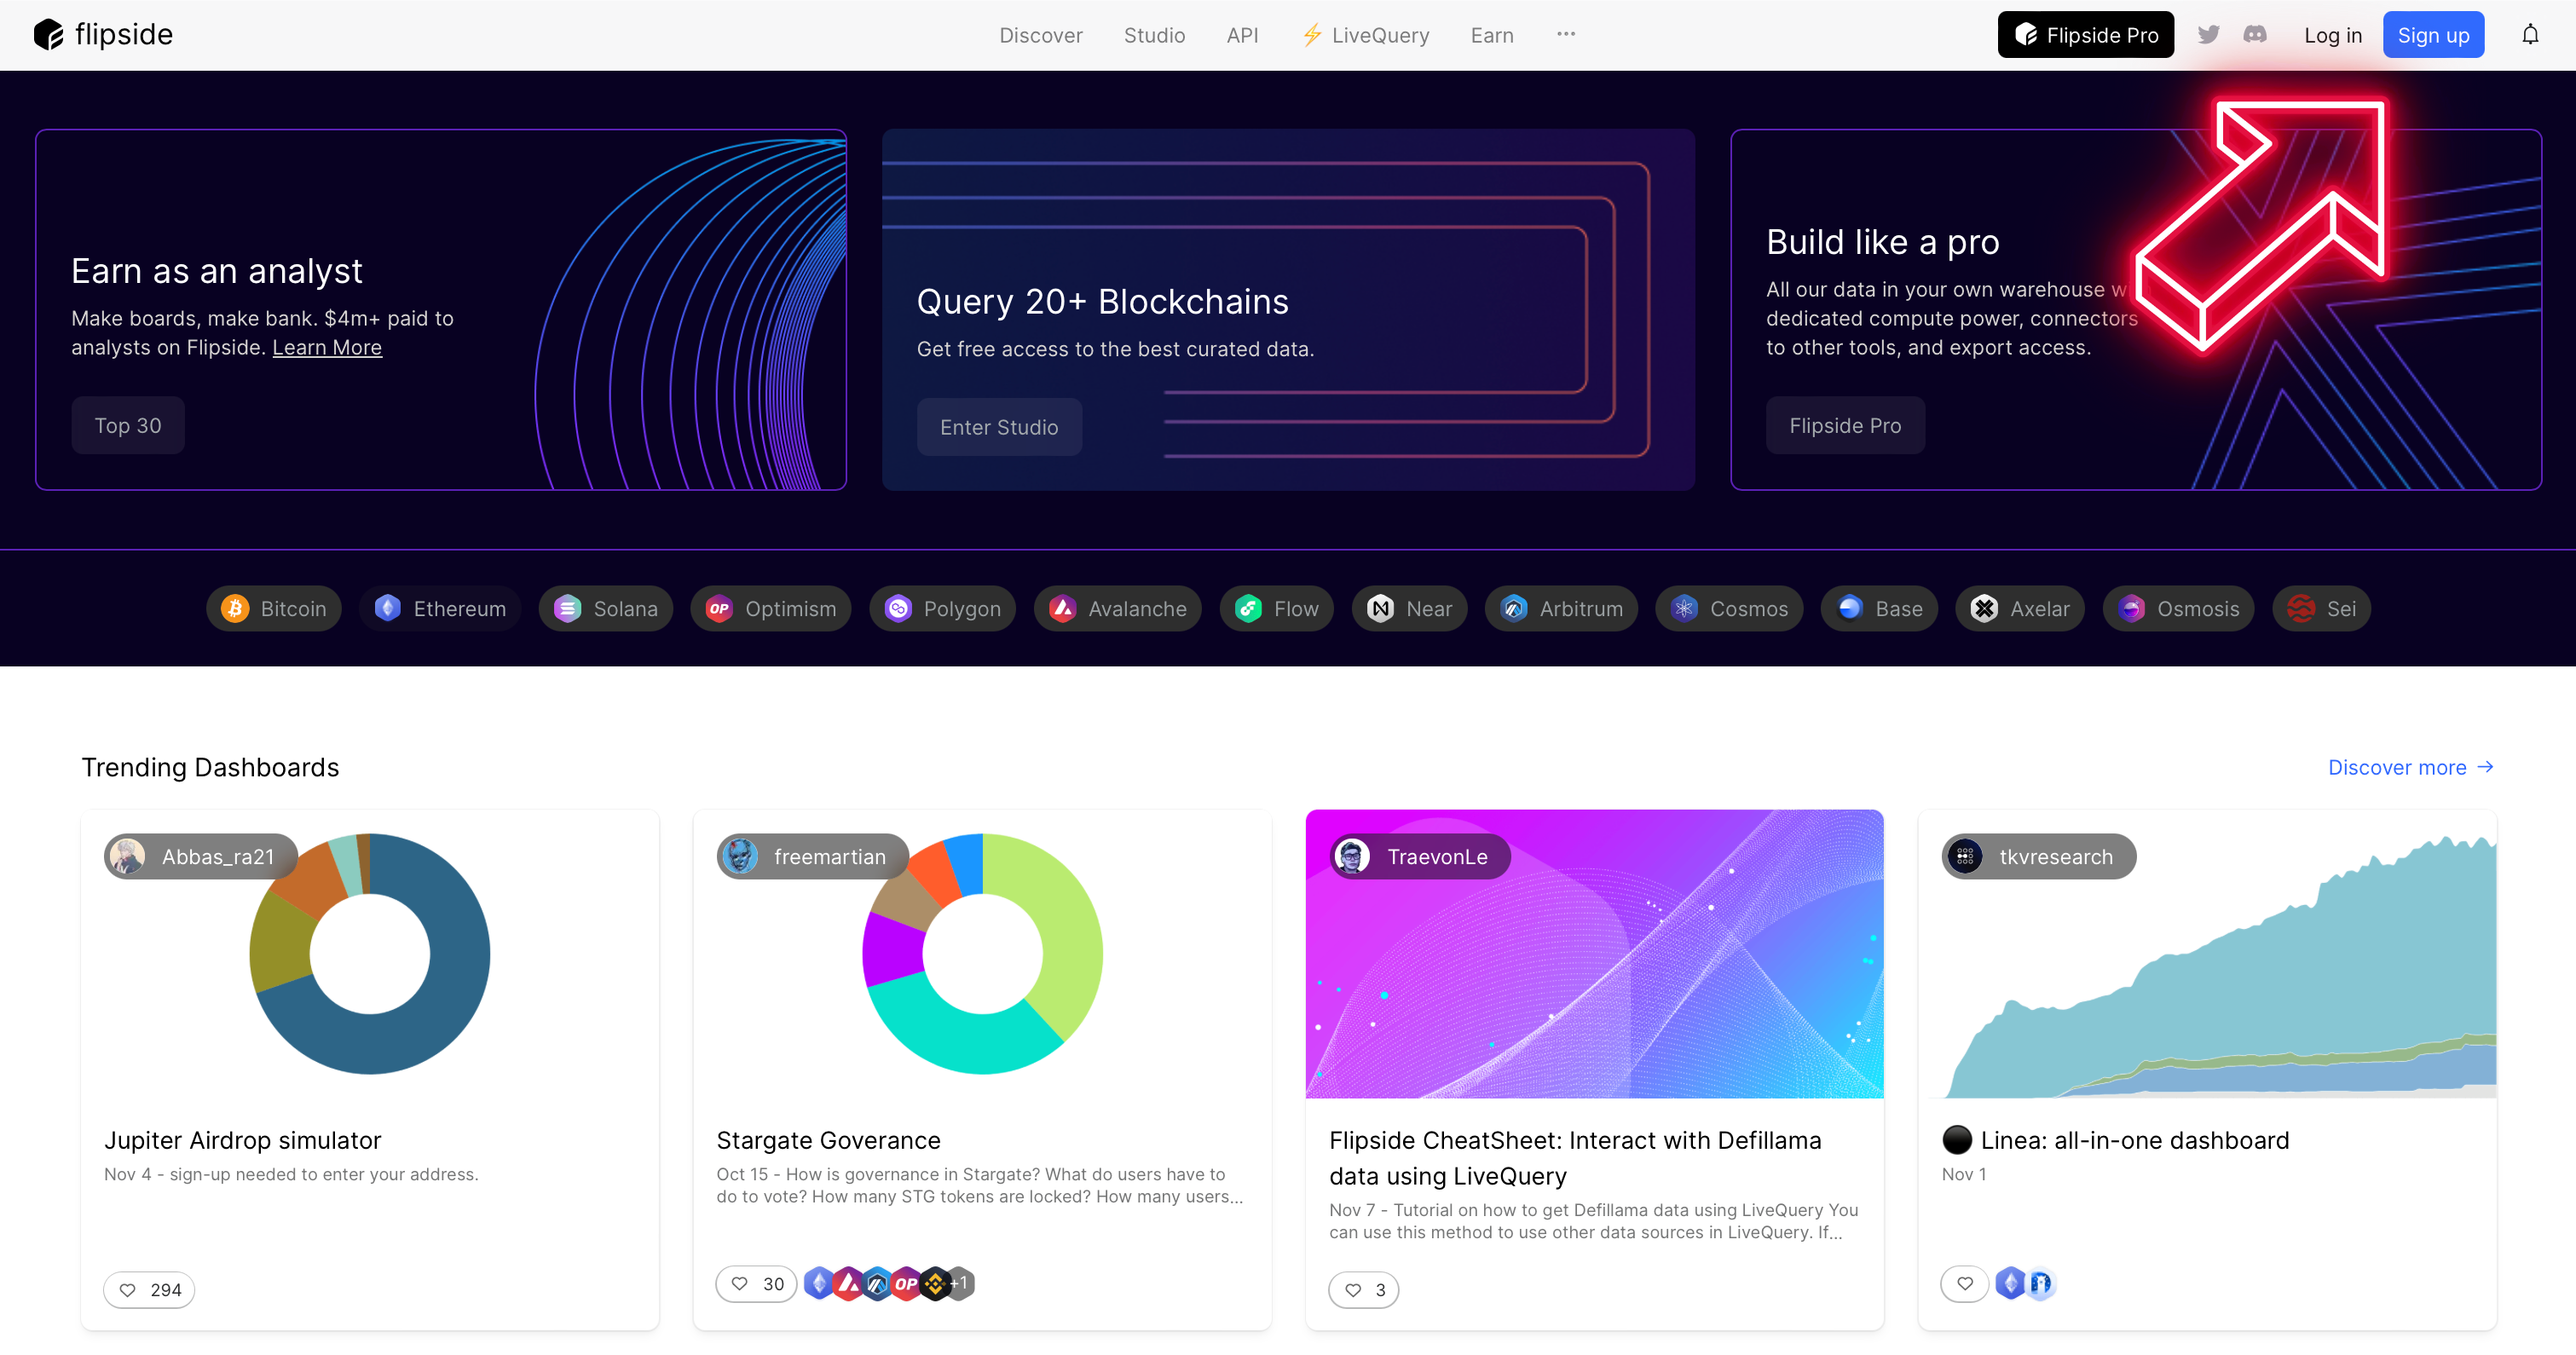 flipside
Discover
Studio
API
LiveQuery
Earn
Flipside Pro
Log in
Sign up
Earn as an analyst
Make boards, make bank. $4m+ paid to
analysts on Flipside. Learn More
Top 30
Query 20+ Blockchains
Get free access to the best curated data.
Enter Studio
Build like a pro
All our data in your own warehouse
dedicated compute power, connectors
to other tools, and export access.
Flipside Pro
Bitcoin
Ethereum
Solana
OP Optimism
Polygon
Avalanche
Flow
Near
Arbitrum
Cosmos
Base
Axelar
Osmosis
Sei
Trending Dashboards
Discover more →
Abbas_ra21
Jupiter Airdrop simulator
Nov 4 - sign-up needed to enter your address.
294
freemartian
Stargate Goverance
Oct 15 - How is governance in Stargate? What do users have to
do to vote? How many STG tokens are locked? How many users...
30
OP
+1
TraevonLe
Flipside CheatSheet: Interact with Defillama
data using LiveQuery
Nov 7 - Tutorial on how to get Defillama data using LiveQuery You
can use this method to use other data sources in LiveQuery. If...
3
tkvresearch
Linea: all-in-one dashboard
Nov 1